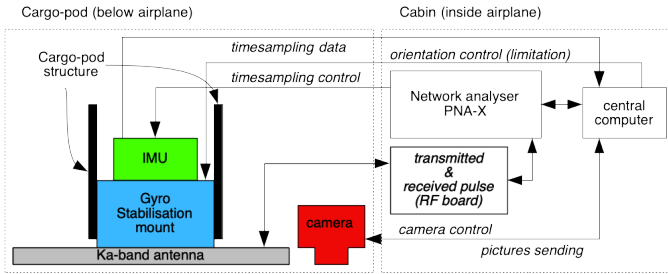 Cargo-pod (below airplane)
Cabin (inside airplane)
timesampling data
orientation control (limitation)
Cargo-pod
structure
timesampling control
Network analyser
PNA-X
central
computer
IMU
transmitted
&
received pulse
(RF board)
Gyro
Stabilisation
mount
camera
camera control
Ka-band antenna
pictures sending